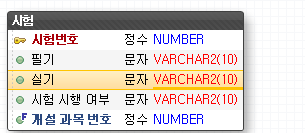 시험
시험번호 정수 NUMBER
필기 문자 VARCHAR2(10)
실기 문자 VARCHAR2(10)
시험 시행 여부 문자 VARCHAR2(10)
F 개설 과목 번호 정수 NUMBER